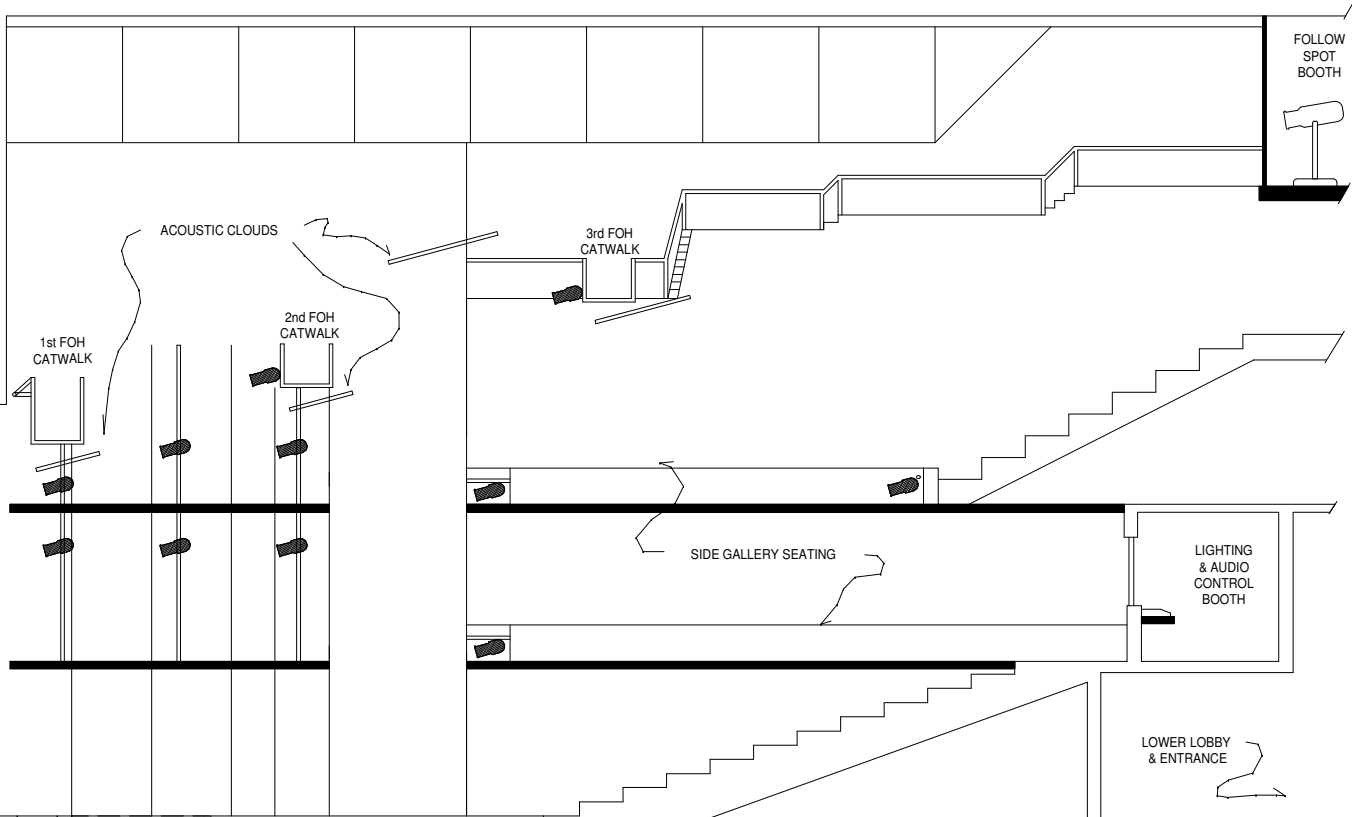 FOLLOW
SPOT
BOOTH
ACOUSTIC CLOUDS
3rd FOH
CATWALK
2nd FOH
CATWALK
1st FOH
CATWALK
SIDE GALLERY SEATING
LIGHTING
& AUDIO
CONTROL
BOOTH
LOWER LOBBY
& ENTRANCE